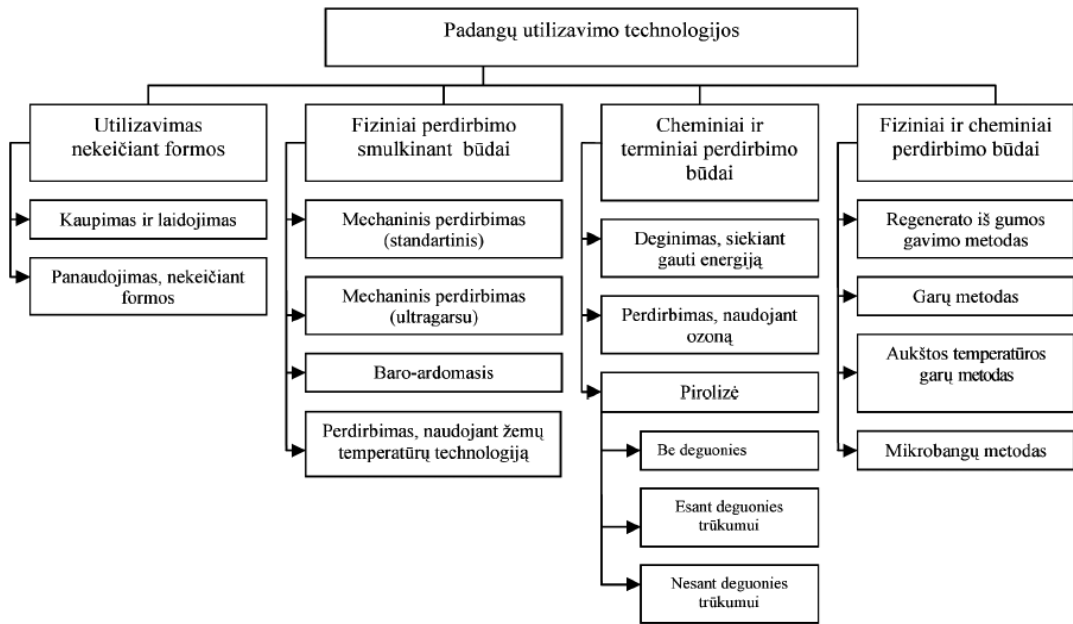 Padangų utilizavimo technologijos
Utilizavimas
nekeičiant formos
Kaupimas ir laidojimas
Panaudojimas, nekeičiant
formos
Fiziniai perdirbimo
smulkinant būdai
Mechaninis perdirbimas
(standartinis)
Mechaninis perdirbimas
(ultragarsu)
Baro-ardomasis
Perdirbimas, naudojant žemų
temperatūrų technologiją
Cheminiai ir
terminiai perdirbimo
būdai
Deginimas, siekiant
gauti energiją
Perdirbimas, naudojant
ozoną
Pirolizė
Be deguonies
Esant deguonies
trūkumui
Nesant deguonies
trūkumui
Fiziniai ir cheminiai
perdirbimo būdai
Regenerato iš gumos
gavimo metodas
Garų metodas
Aukštos temperatūros
garų metodas
Mikrobangų metodas